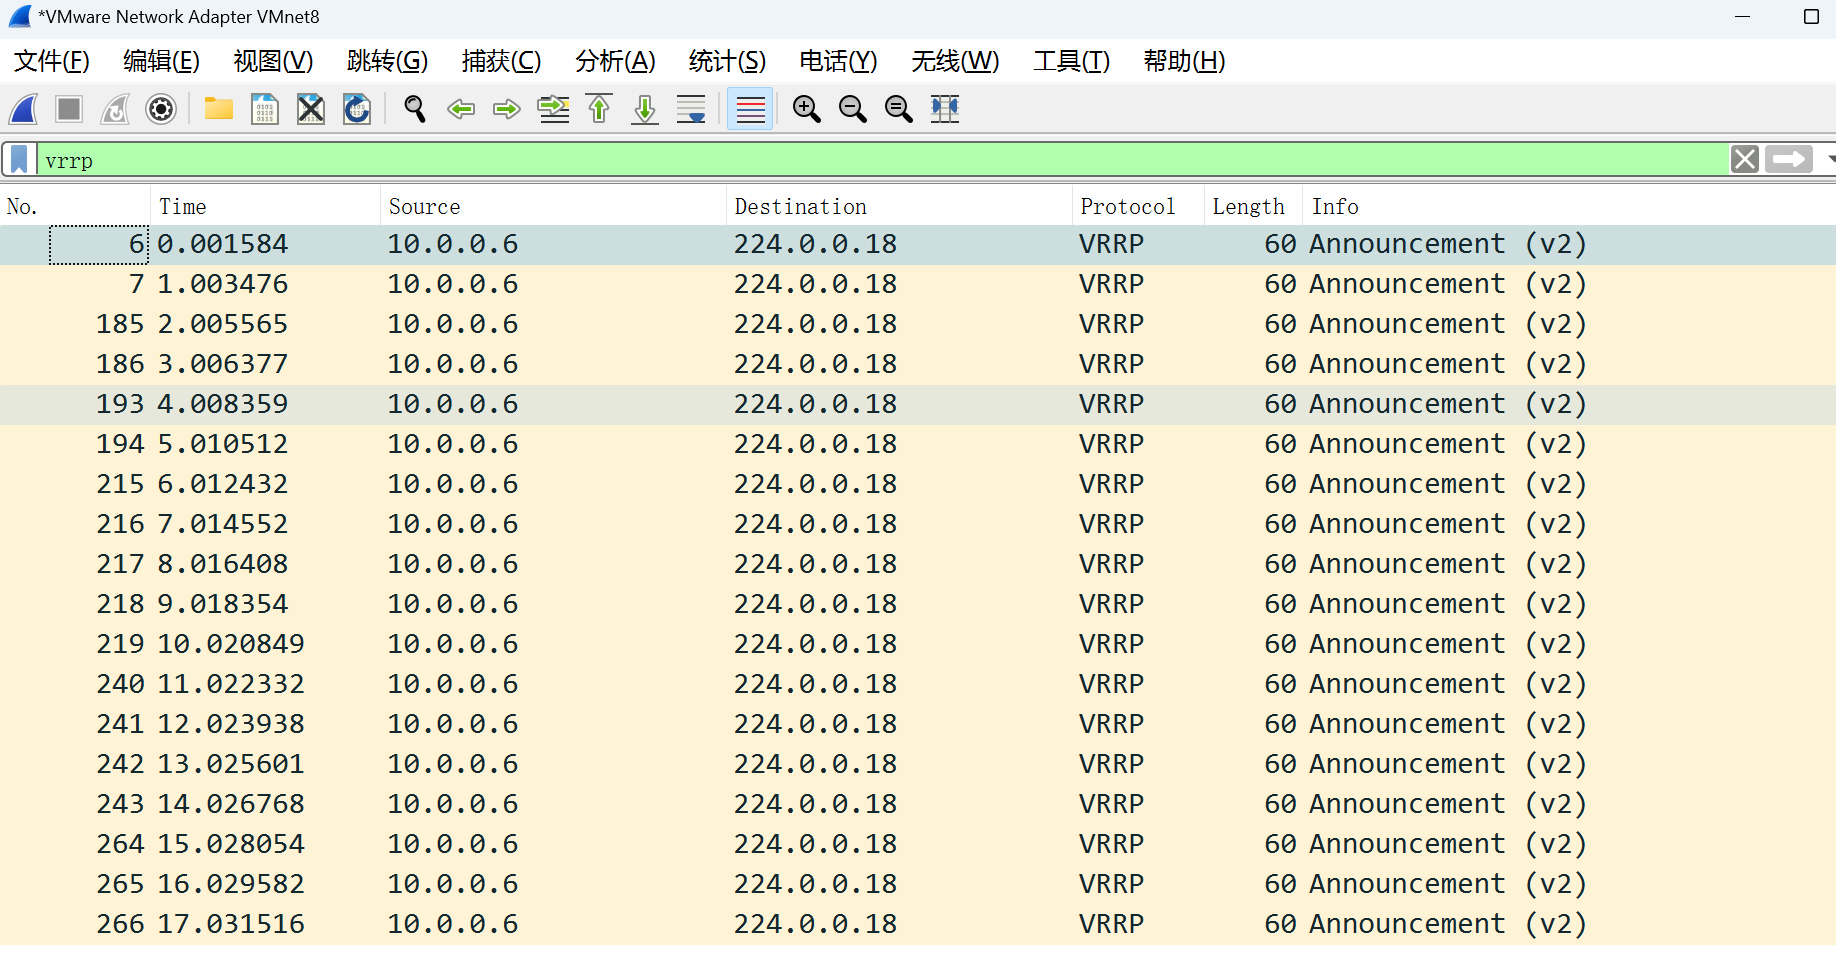 *VMware Network Adapter VMnet8
文件(F) 编辑(E) 视图(V) 跳转(G) 捕获(C) 分析(A) 统计(S) 电话(Y) 无线(W) 工具(T) 帮助(H)
vrrp
No. Time Source Destination Protocol Length Info
6 0.001584 10.0.0.6 224.0.0.18 VRRP 60 Announcement (v2)
7 1.003476 10.0.0.6 224.0.0.18 VRRP 60 Announcement (v2)
185 2.005565 10.0.0.6 224.0.0.18 VRRP 60 Announcement (v2)
186 3.006377 10.0.0.6 224.0.0.18 VRRP 60 Announcement (v2)
193 4.008359 10.0.0.6 224.0.0.18 VRRP 60 Announcement (v2)
194 5.010512 10.0.0.6 224.0.0.18 VRRP 60 Announcement (v2)
215 6.012432 10.0.0.6 224.0.0.18 VRRP 60 Announcement (v2)
216 7.014552 10.0.0.6 224.0.0.18 VRRP 60 Announcement (v2)
217 8.016408 10.0.0.6 224.0.0.18 VRRP 60 Announcement (v2)
218 9.018354 10.0.0.6 224.0.0.18 VRRP 60 Announcement (v2)
219 10.020849 10.0.0.6 224.0.0.18 VRRP 60 Announcement (v2)
240 11.022332 10.0.0.6 224.0.0.18 VRRP 60 Announcement (v2)
241 12.023938 10.0.0.6 224.0.0.18 VRRP 60 Announcement (v2)
242 13.025601 10.0.0.6 224.0.0.18 VRRP 60 Announcement (v2)
243 14.026768 10.0.0.6 224.0.0.18 VRRP 60 Announcement (v2)
264 15.028054 10.0.0.6 224.0.0.18 VRRP 60 Announcement (v2)
265 16.029582 10.0.0.6 224.0.0.18 VRRP 60 Announcement (v2)
266 17.031516 10.0.0.6 224.0.0.18 VRRP 60 Announcement (v2)